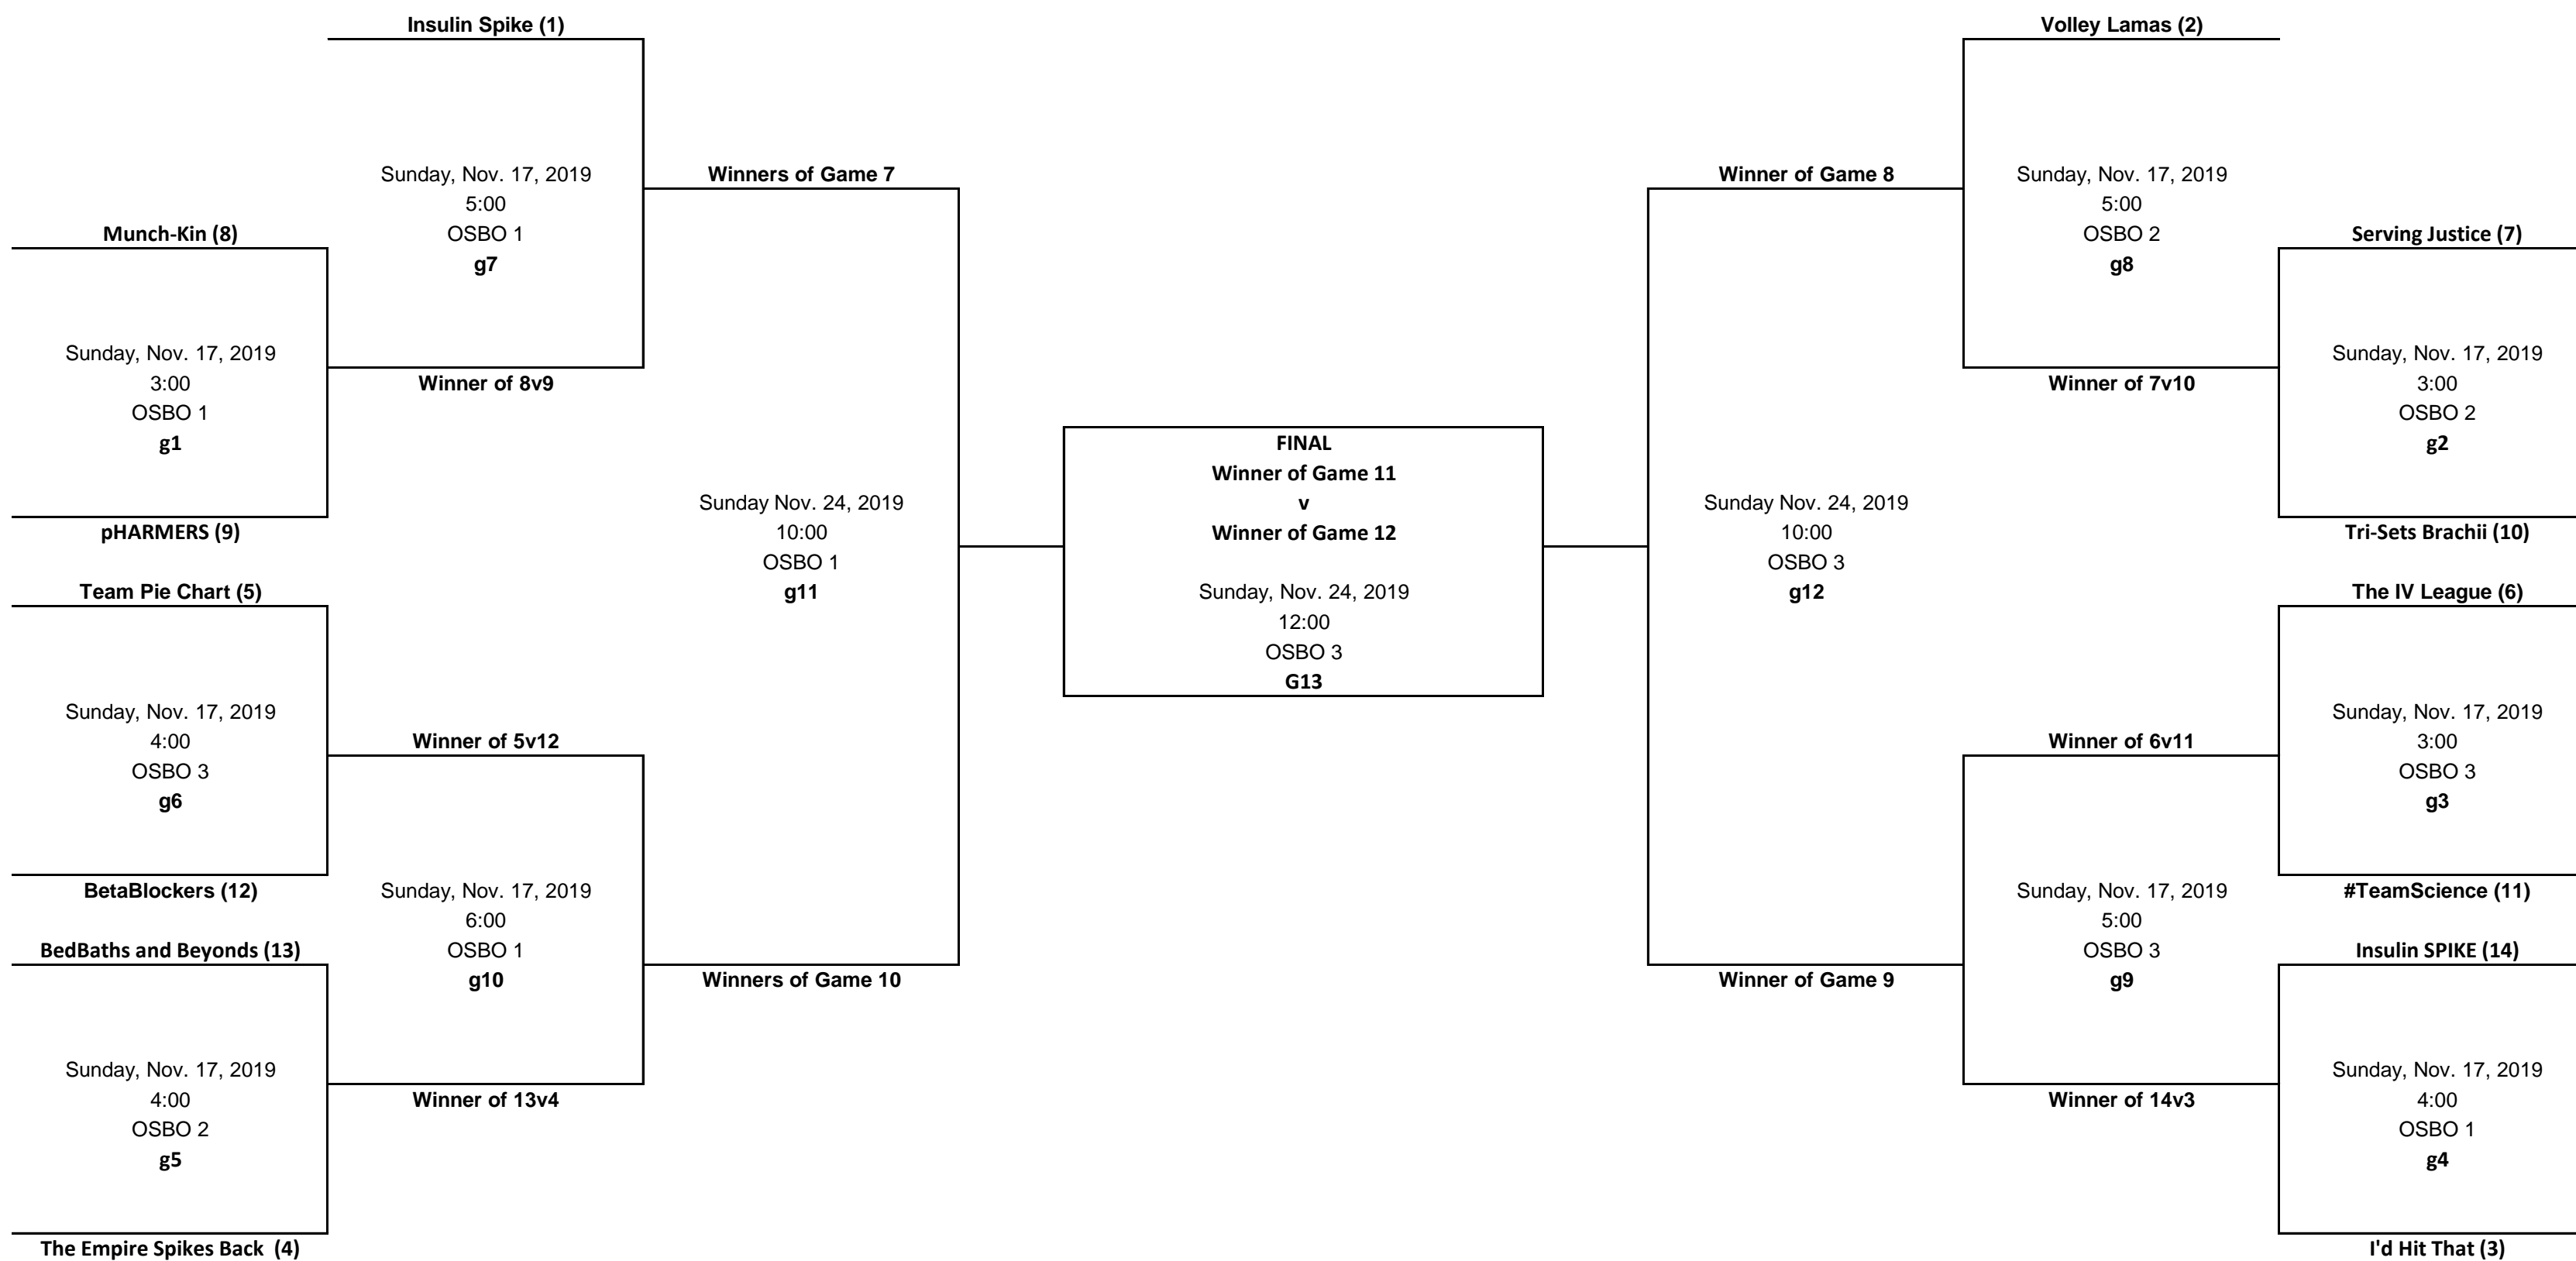 Insulin Spike (1)
Sunday, Nov. 17, 2019
5:00
OSBO 1
g7
Munch-Kin (8)
Sunday, Nov. 17, 2019
3:00
OSBO 1
g1
pHARMERS (9)
Winner of 8v9
Winners of Game 7
Team Pie Chart (5)
Sunday, Nov. 17, 2019
4:00
OSBO 3
g6
BetaBlockers (12)
Winner of 5v12
Sunday, Nov. 17, 2019
6:00
OSBO 1
g10
BedBaths and Beyonds (13)
Sunday, Nov. 17, 2019
4:00
OSBO 2
g5
The Empire Spikes Back (4)
Winner of 13v4
Winners of Game 10
Sunday Nov. 24, 2019
10:00
OSBO 1
g11
FINAL
Winner of Game 11
v
Winner of Game 12
Sunday, Nov. 24, 2019
12:00
OSBO 3
G13
Winner of Game 8
Sunday Nov. 24, 2019
10:00
OSBO 3
g12
Winner of Game 9
Volley Lamas (2)
Sunday, Nov. 17, 2019
5:00
OSBO 2
g8
Winner of 7v10
Serving Justice (7)
Sunday, Nov. 17, 2019
3:00
OSBO 2
g2
Tri-Sets Brachii (10)
The IV League (6)
Sunday, Nov. 17, 2019
3:00
OSBO 3
g3
#TeamScience (11)
Winner of 6v11
Sunday, Nov. 17, 2019
5:00
OSBO 3
g9
Winner of 14v3
Insulin SPIKE (14)
Sunday, Nov. 17, 2019
4:00
OSBO 1
g4
I'd Hit That (3)